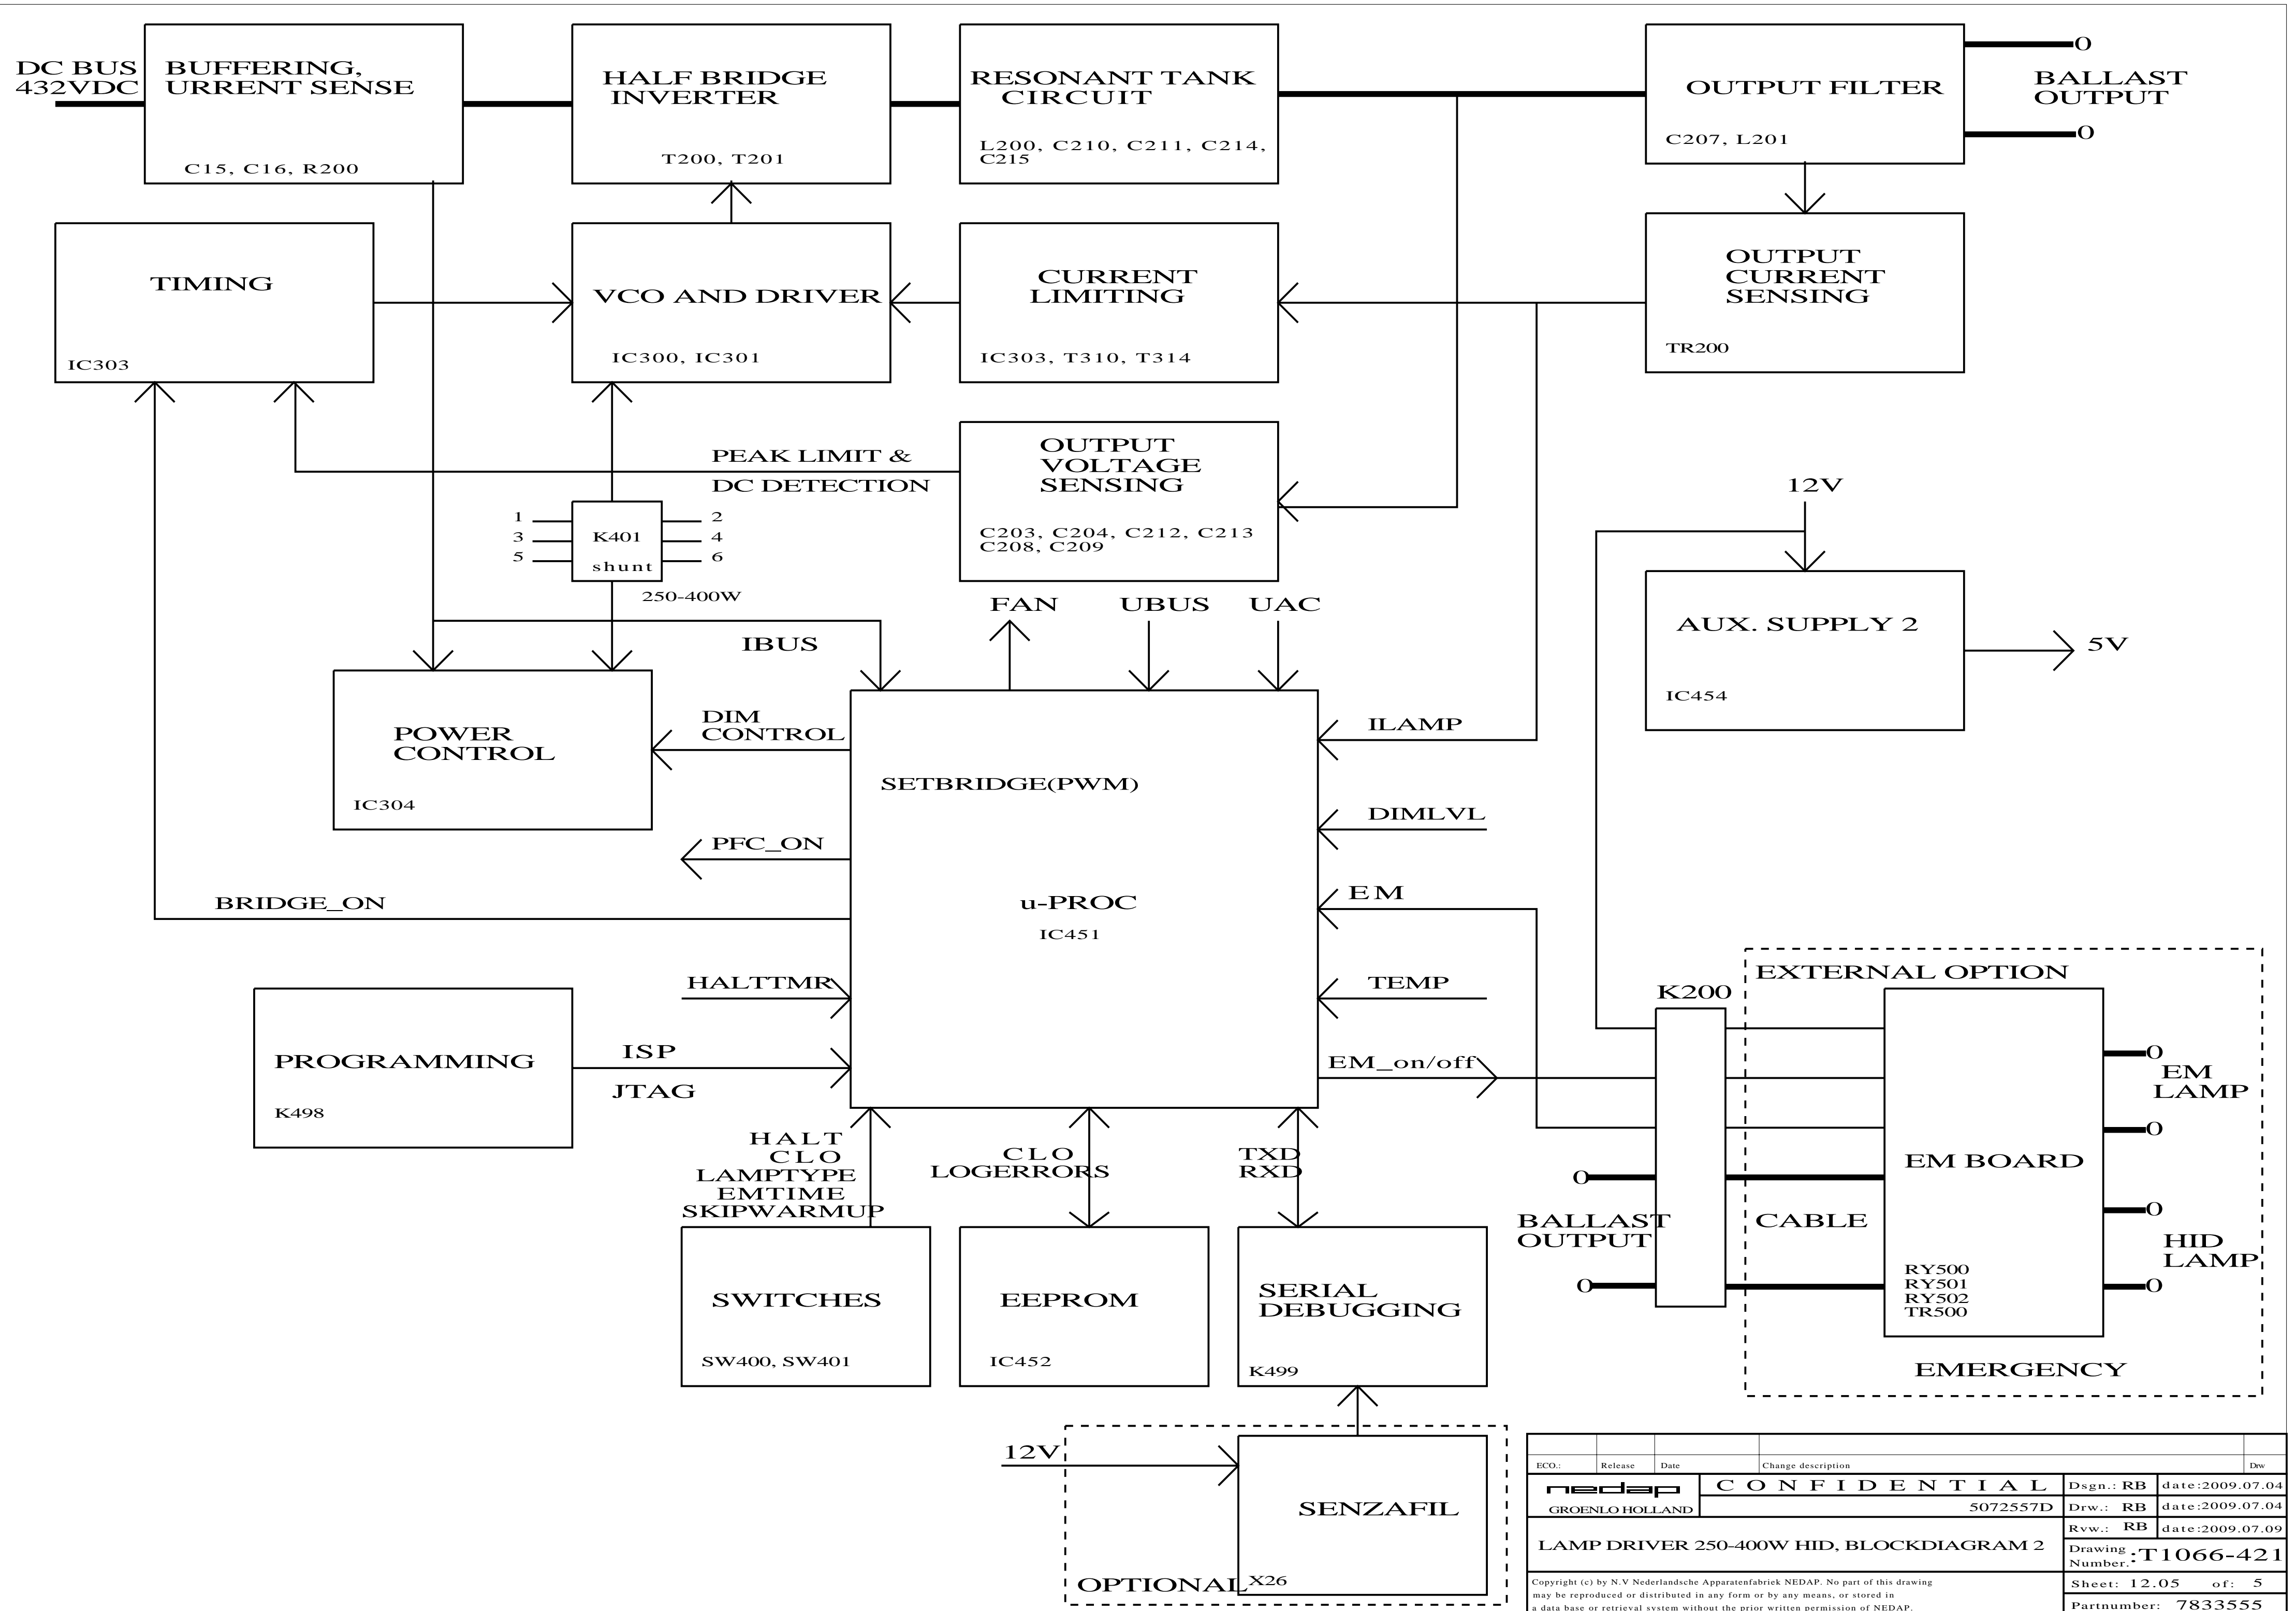 DC BUS
432VDC
BUFFERING,
URRENT SENSE
C15, C16, R200
HALF BRIDGE
INVERTER
T200, T201
RESONANT TANK
CIRCUIT
L200, C210, C211, C214,
C215
OUTPUT FILTER
C207, L201
O
BALLAST
OUTPUT
O
TIMING
IC303
VCO AND DRIVER
IC300, IC301
CURRENT
LIMITING
IC303, T310, T314
OUTPUT
CURRENT
SENSING
TR200
PEAK LIMIT &
DC DETECTION
OUTPUT
VOLTAGE
SENSING
C203, C204, C212, C213
C208, C209
1
3
5
K401
shunt
2
4
6
250-400W
12V
AUX. SUPPLY 2
IC454
5V
IBUS
FAN
UBUS
UAC
POWER
CONTROL
IC304
DIM
CONTROL
SETBRIDGE(PWM)
ILAMP
DIMLVL
PFC_ON
BRIDGE_ON
u-PROC
IC451
EM
HALTTMR
TEMP
PROGRAMMING
K498
ISP
JTAG
EM_on/off
K200
EXTERNAL OPTION
O
EM
LAMP
O
EM BOARD
O
BALLAST
OUTPUT
O
CABLE
O
HID
LAMP
O
RY500
RY501
RY502
TR500
EMERGENCY
HALT
CLO
LAMPTYPE
EMTIME
SKIPWARMUP
CLO
LOGERRORS
TXD
RXD
SWITCHES
SW400, SW401
EEPROM
IC452
SERIAL
DEBUGGING
K499
12V
SENZAFIL
X26
OPTIONAL
ECO.: Release Date Change description Drw
nedap
GROENLO HOLLAND
CONFIDENTIAL
5072557D
Dsgn.: RB date:2009.07.04
Drw.: RB date:2009.07.04
Rvw.: RB date:2009.07.09
LAMP DRIVER 250-400W HID, BLOCKDIAGRAM 2
Drawing
Number. :T1066-421
Copyright (c) by N.V Nederlandsche Apparatenfabriek NEDAP. No part of this drawing
may be reproduced or distributed in any form or by any means, or stored in
a data base or retrieval system without the prior written permission of NEDAP.
Sheet: 12.05 of: 5
Partnumber: 7833555